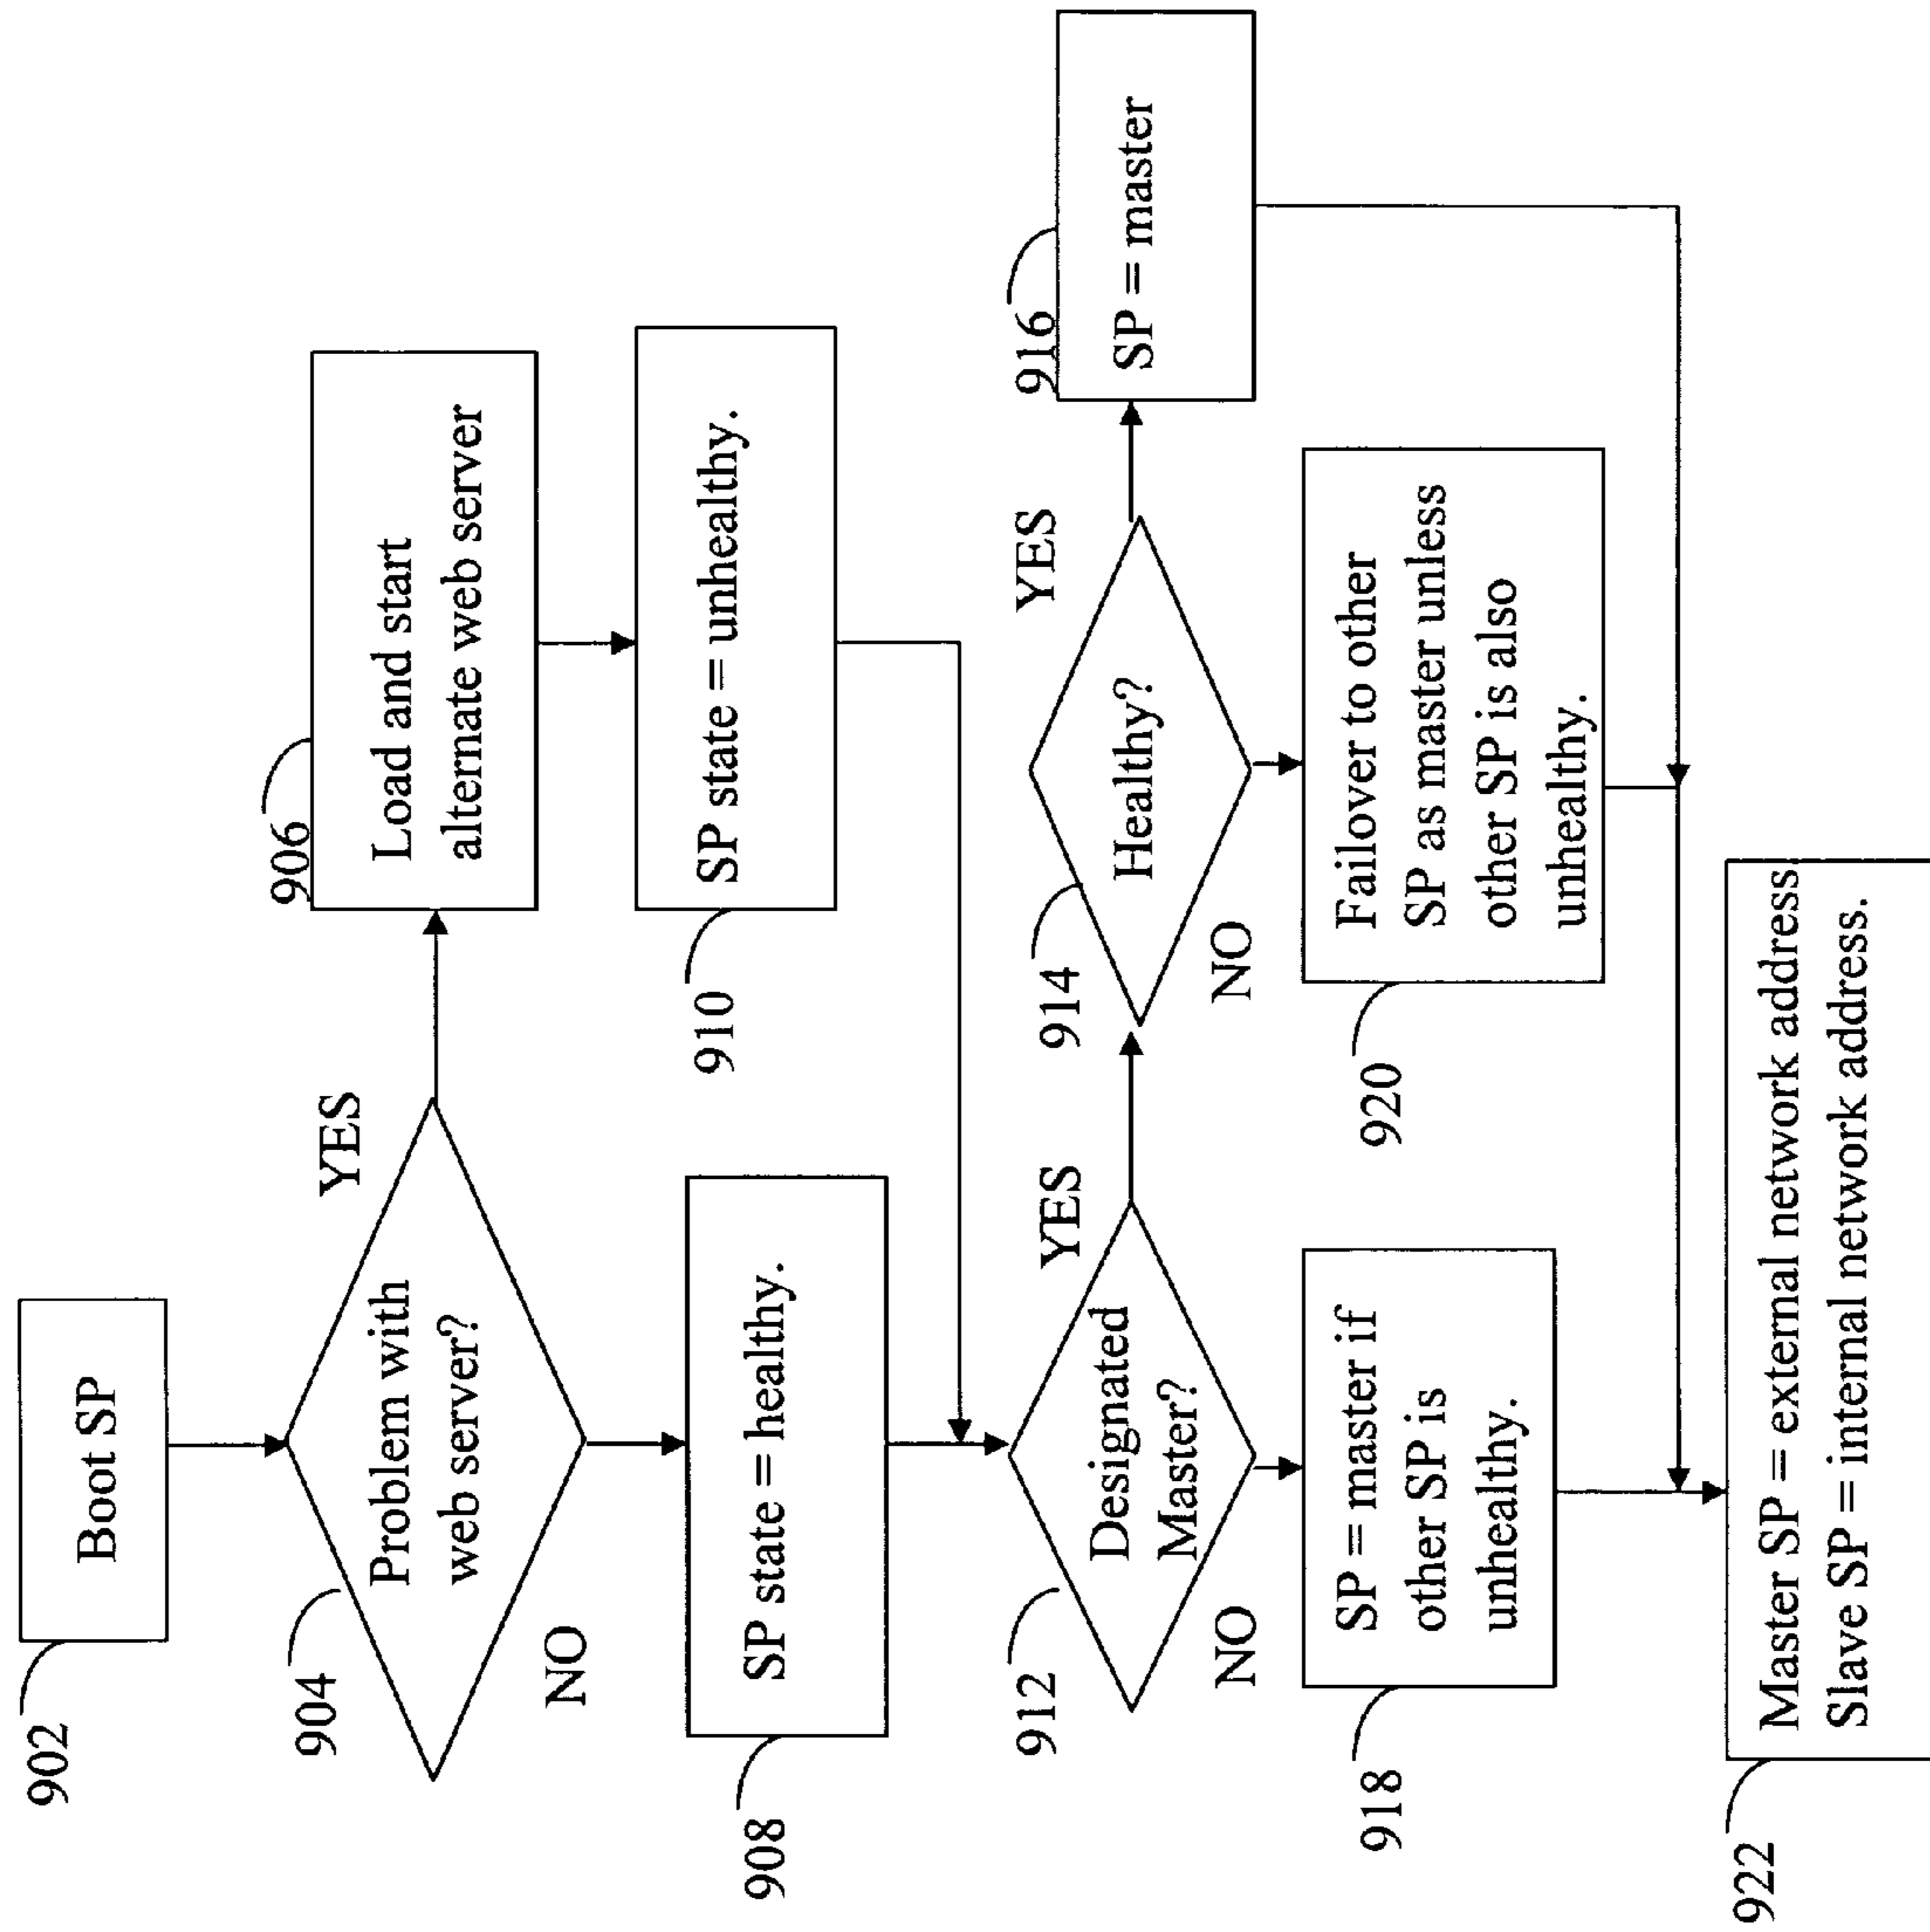 902
Boot SP
904
Problem with
web server?
YES
NO
906
Load and start
alternate web server
908
SP state = healthy.
910
SP state = unhealthy.
912
Designated
Master?
YES
NO
914
Healthy?
YES
NO
916
SP = master
918
SP = master if
other SP is
unhealthy.
920
Failover to other
SP as master unless
other SP is also
unhealthy.
922
Master SP = external network address
Slave SP = internal network address.